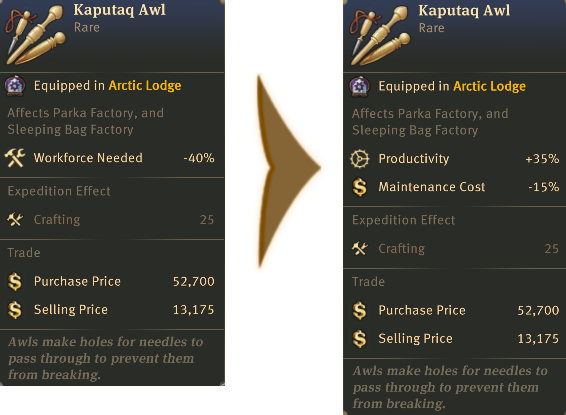 Kaputaq Awl
Rare
Equipped in Arctic Lodge
Affects Parka Factory, and
Sleeping Bag Factory
Workforce Needed -40%
Expedition Effect
Crafting 25
Trade
Purchase Price 52,700
Selling Price 13,175
Awls make holes for needles to
pass through to prevent them
from breaking.
Kaputaq Awl
Rare
Equipped in Arctic Lodge
Affects Parka Factory, and
Sleeping Bag Factory
Productivity +35%
Maintenance Cost -15%
Expedition Effect
Crafting 25
Trade
Purchase Price 52,700
Selling Price 13,175
Awls make holes for needles to
pass through to prevent them
from breaking.